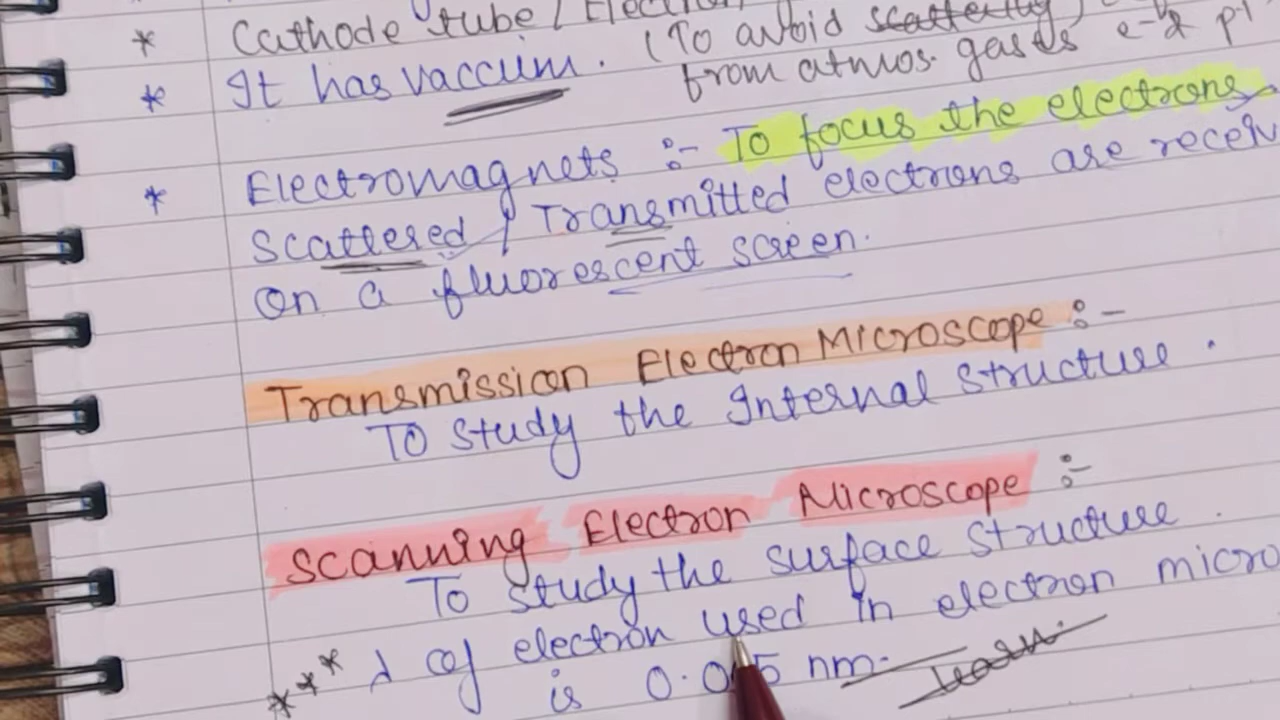 * Cathode tube / Electron
* It has vaccum. (To avoid scattering
from atmos. gases
* Electromagnets :- To focus the electrons
Scattered / Transmitted electrons are receiv
on a fluorescent screen.
Transmission Electron Microscope :-
To study the Internal structure.
Scanning Electron Microscope :-
To study the surface structure.
*** λ of electron used in electron micro
is nm. Learn.